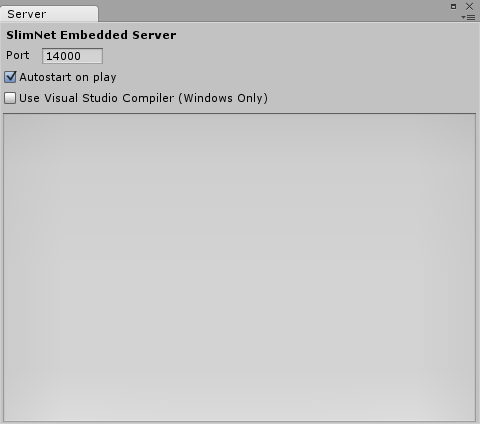 Server
SlimNet Embedded Server
Port 14000
Autostart on play
Use Visual Studio Compiler (Windows Only)